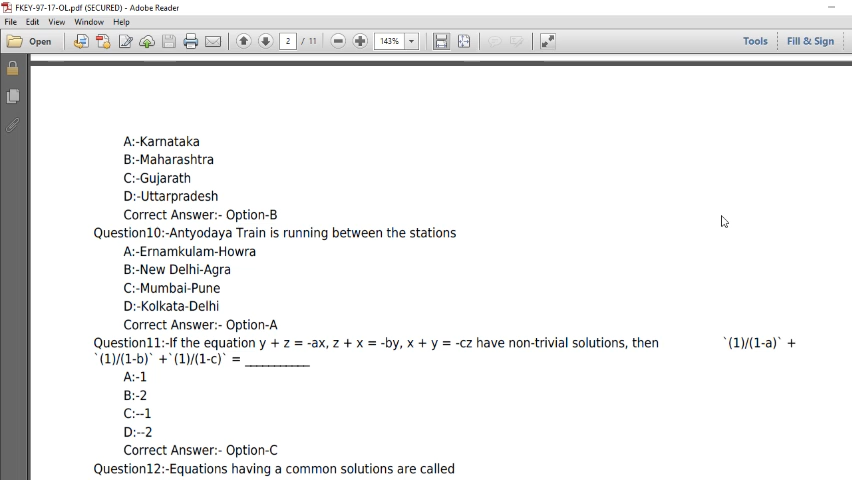 FKEY-97-17-OL.pdf (SECURED) - Adobe Reader
File Edit View Window Help
Open 2 / 11 143% Tools Fill & Sign
A:-Karnataka
B:-Maharashtra
C:-Gujarath
D:-Uttarpradesh
Correct Answer:- Option-B
Question10:-Antyodaya Train is running between the stations
A:-Ernamkulam-Howra
B:-New Delhi-Agra
C:-Mumbai-Pune
D:-Kolkata-Delhi
Correct Answer:- Option-A
Question11:-If the equation y + z = -ax, z + x = -by, x + y = -cz have non-trivial solutions, then `(1)/(1-a)` +
`(1)/(1-b)` +`(1)/(1-c)` = ___________
A:-1
B:-2
C:--1
D:--2
Correct Answer:- Option-C
Question12:-Equations having a common solutions are called